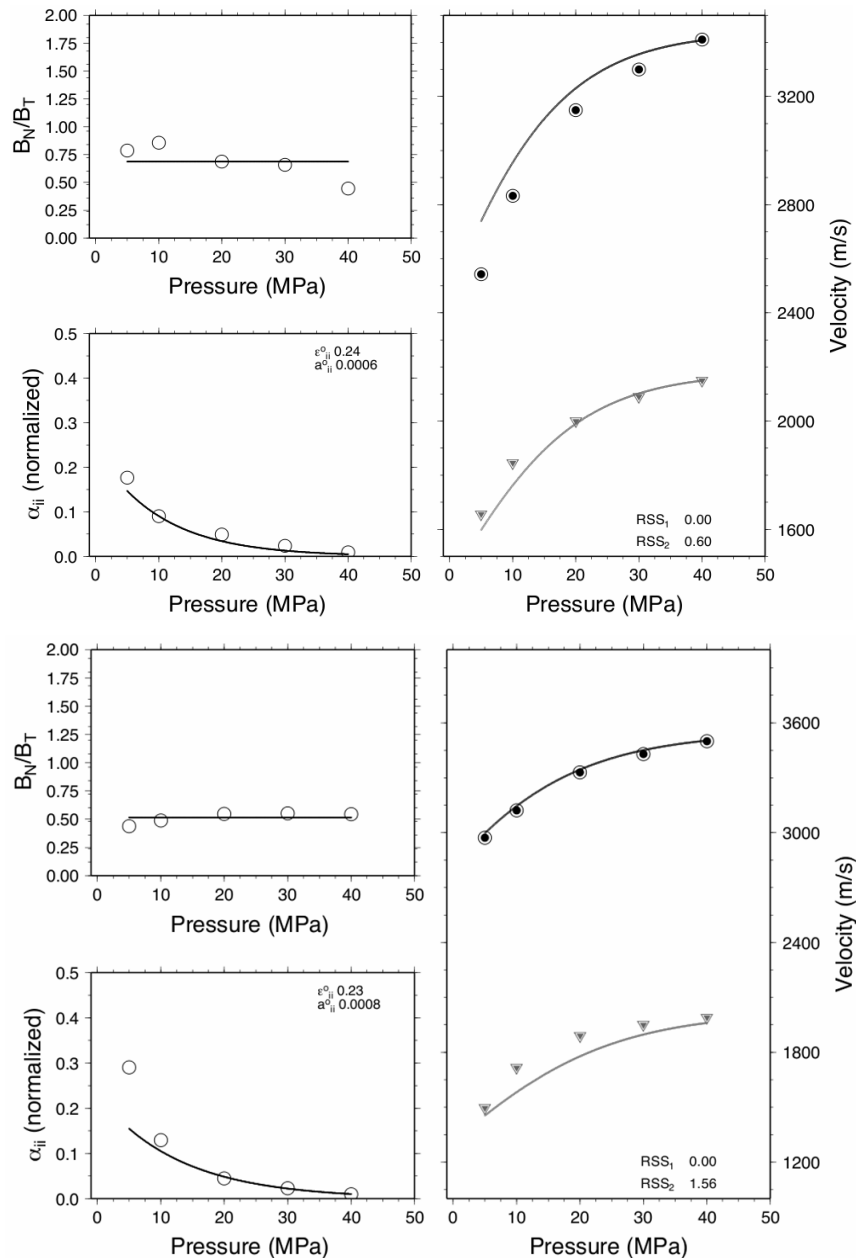 2.00
1.75
1.50
1.25
1.00
0.75
0.50
0.25
0.00
B_N/B_T
0 10 20 30 40 50
Pressure (MPa)
0.5
0.4
0.3
0.2
0.1
0.0
α_ii (normalized)
ε°_ii 0.24
a°_ii 0.0006
0 10 20 30 40 50
Pressure (MPa)
3200
2800
2400
2000
1600
Velocity (m/s)
RSS₁ 0.00
RSS₂ 0.60
0 10 20 30 40 50
Pressure (MPa)
2.00
1.75
1.50
1.25
1.00
0.75
0.50
0.25
0.00
B_N/B_T
0 10 20 30 40 50
Pressure (MPa)
0.5
0.4
0.3
0.2
0.1
0.0
α_ii (normalized)
ε°_ii 0.23
a°_ii 0.0008
0 10 20 30 40 50
Pressure (MPa)
3600
3000
2400
1800
1200
Velocity (m/s)
RSS₁ 0.00
RSS₂ 1.56
0 10 20 30 40 50
Pressure (MPa)